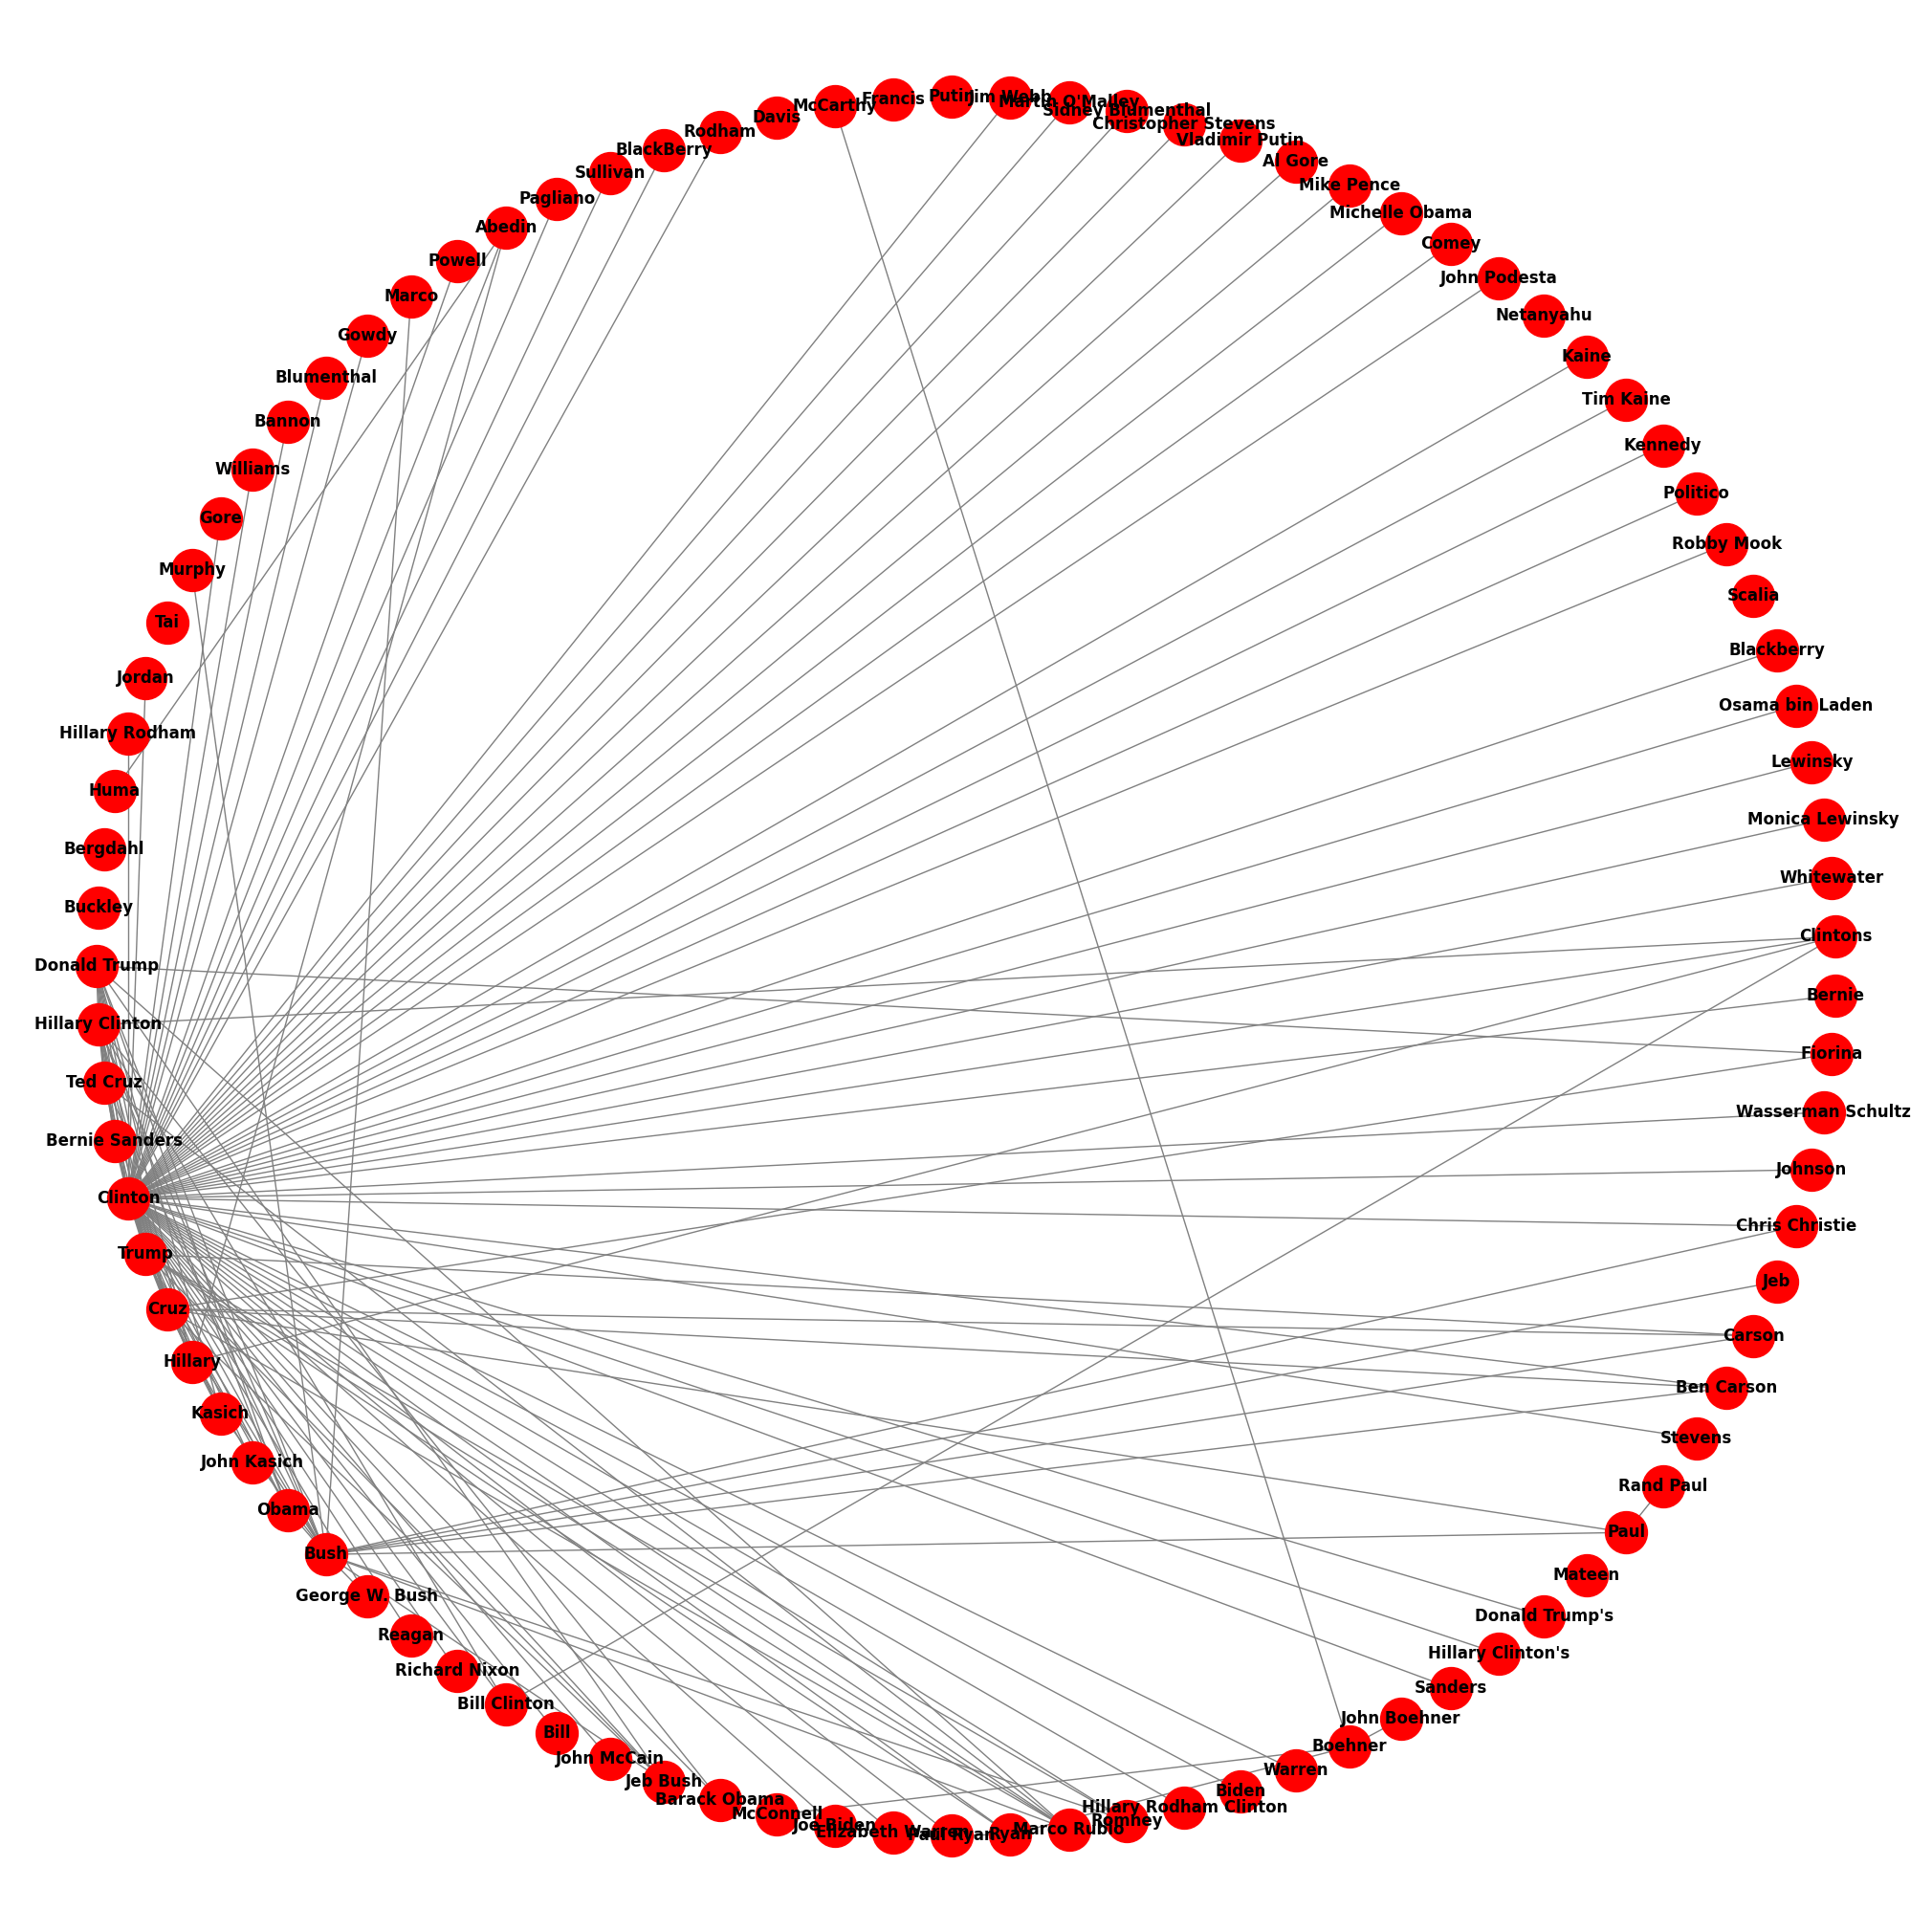 McCarthy
Francis
Putin
Jim Webb
Martin O'Malley
Sidney Blumenthal
Christopher Stevens
Vladimir Putin
Al Gore
Mike Pence
Michelle Obama
Comey
John Podesta
Netanyahu
Kaine
Tim Kaine
Kennedy
Politico
Robby Mook
Scalia
Blackberry
Osama bin Laden
Lewinsky
Monica Lewinsky
Whitewater
Clintons
Bernie
Fiorina
Wasserman Schultz
Johnson
Chris Christie
Jeb
Carson
Ben Carson
Stevens
Rand Paul
Paul
Mateen
Donald Trump's
Hillary Clinton's
Sanders
John Boehner
Boehner
Warren
Biden
Hillary Rodham Clinton
Romney
Marco Rubio
Ryan
Paul Ryan
Elizabeth Warren
Joe Biden
McConnell
Barack Obama
Jeb Bush
John McCain
Bill
Bill Clinton
Richard Nixon
Reagan
George W. Bush
Bush
Obama
John Kasich
Kasich
Hillary
Cruz
Trump
Clinton
Bernie Sanders
Ted Cruz
Hillary Clinton
Donald Trump
Buckley
Bergdahl
Huma
Hillary Rodham
Jordan
Tai
Murphy
Gore
Williams
Bannon
Blumenthal
Gowdy
Marco
Powell
Abedin
Pagliano
Sullivan
BlackBerry
Rodham
Davis